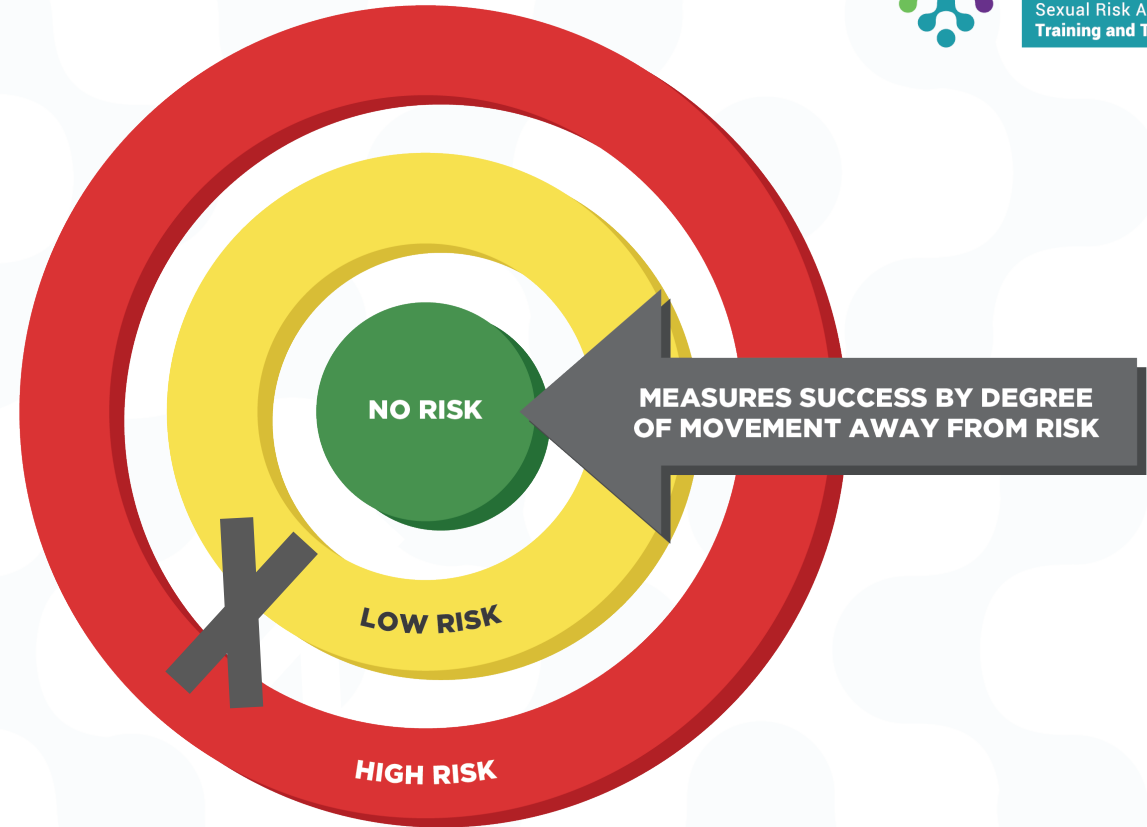 Sexual Risk A
Training and T
NO RISK
MEASURES SUCCESS BY DEGREE
OF MOVEMENT AWAY FROM RISK
LOW RISK
HIGH RISK